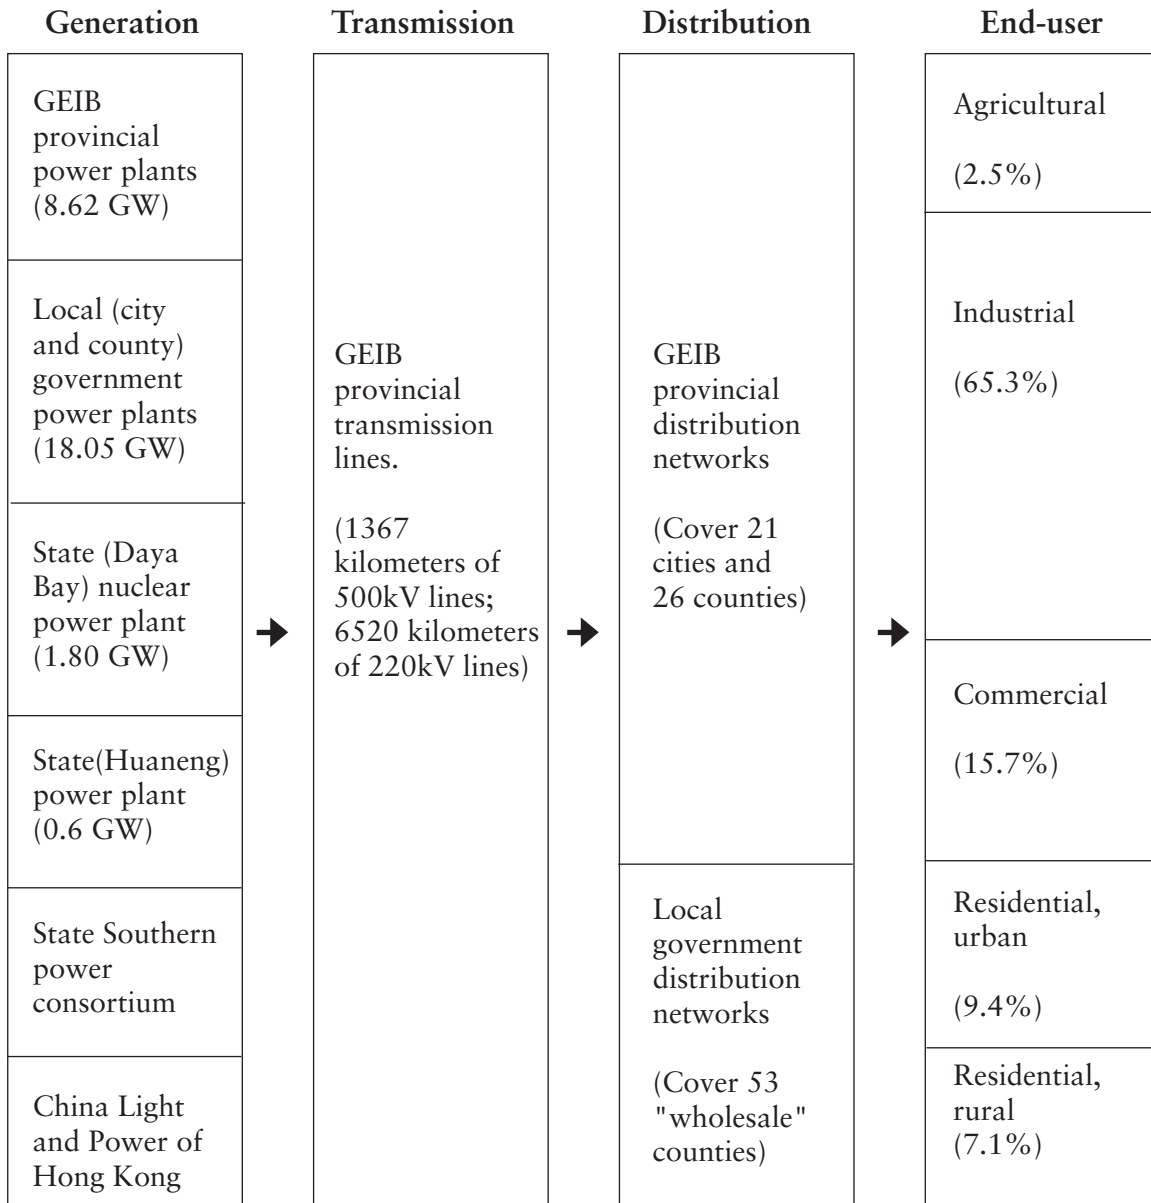 Generation
GEIB
provincial
power plants
(8.62 GW)
Local (city
and county)
government
power plants
(18.05 GW)
State (Daya
Bay) nuclear
power plant
(1.80 GW)
State(Huaneng)
power plant
(0.6 GW)
State Southern
power
consortium
China Light
and Power of
Hong Kong
Transmission
GEIB
provincial
transmission
lines.
(1367
kilometers of
500kV lines;
6520 kilometers
of 220kV lines)
Distribution
GEIB
provincial
distribution
networks
(Cover 21
cities and
26 counties)
Local
government
distribution
networks
(Cover 53
"wholesale"
counties)
End-user
Agricultural
(2.5%)
Industrial
(65.3%)
Commercial
(15.7%)
Residential,
urban
(9.4%)
Residential,
rural
(7.1%)